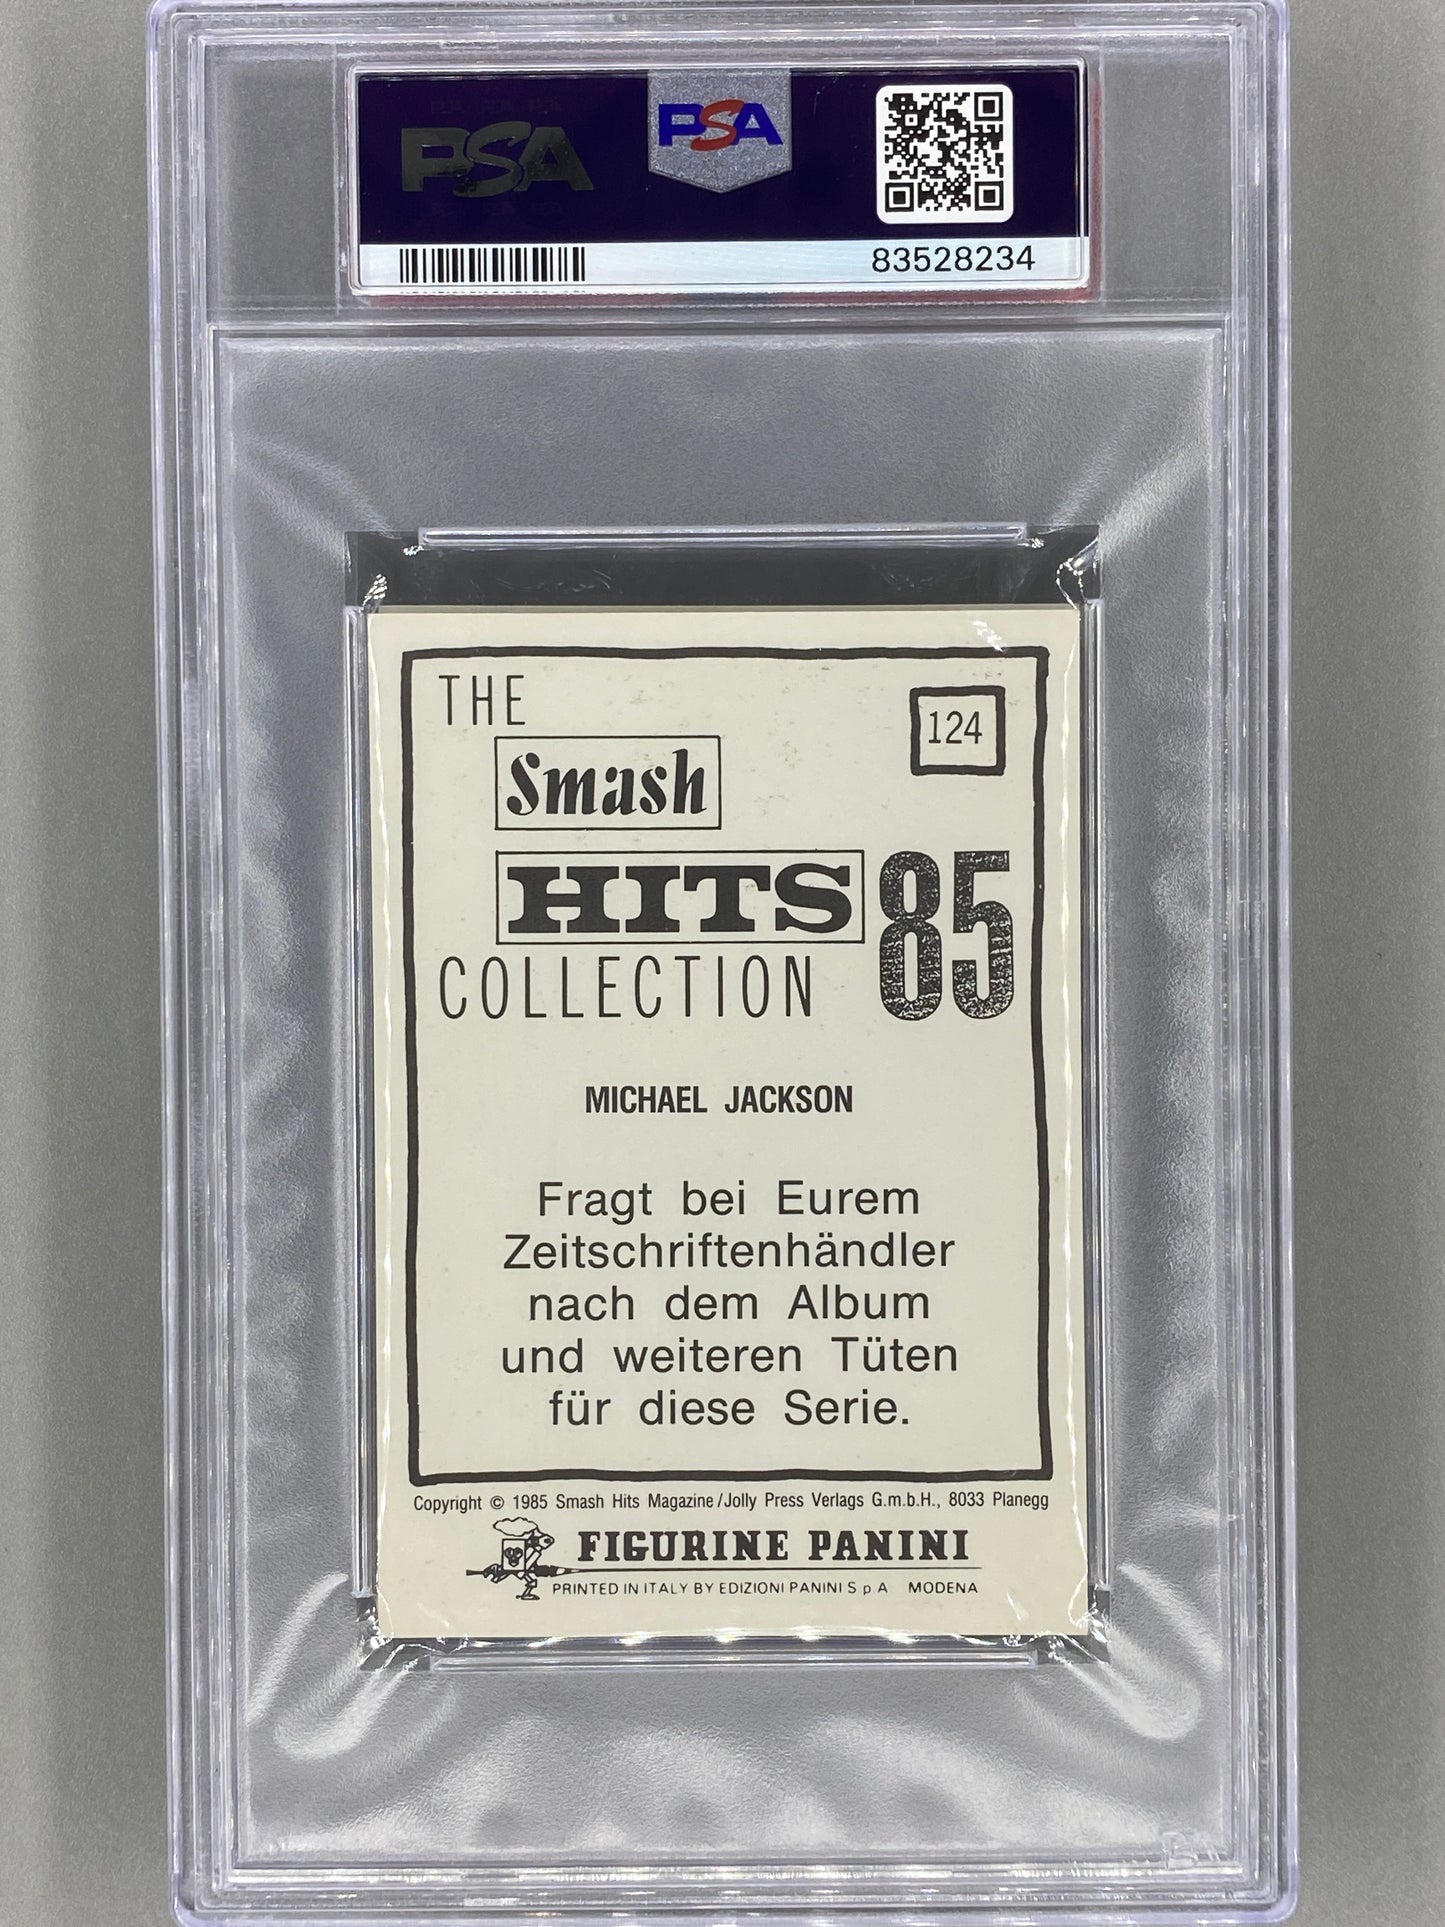 PSA
PSA
83528234
THE
124
Smash
HITS 85
COLLECTION
MICHAEL JACKSON
Fragt bei Eurem
Zeitschriftenhändler
nach dem Album
und weiteren Tüten
für diese Serie.
Copyright © 1985 Smash Hits Magazine/Jolly Press Verlags G.m.b.H., 8033 Planegg
FIGURINE PANINI
PRINTED IN ITALY BY EDIZIONI PANINI S p A MODENA